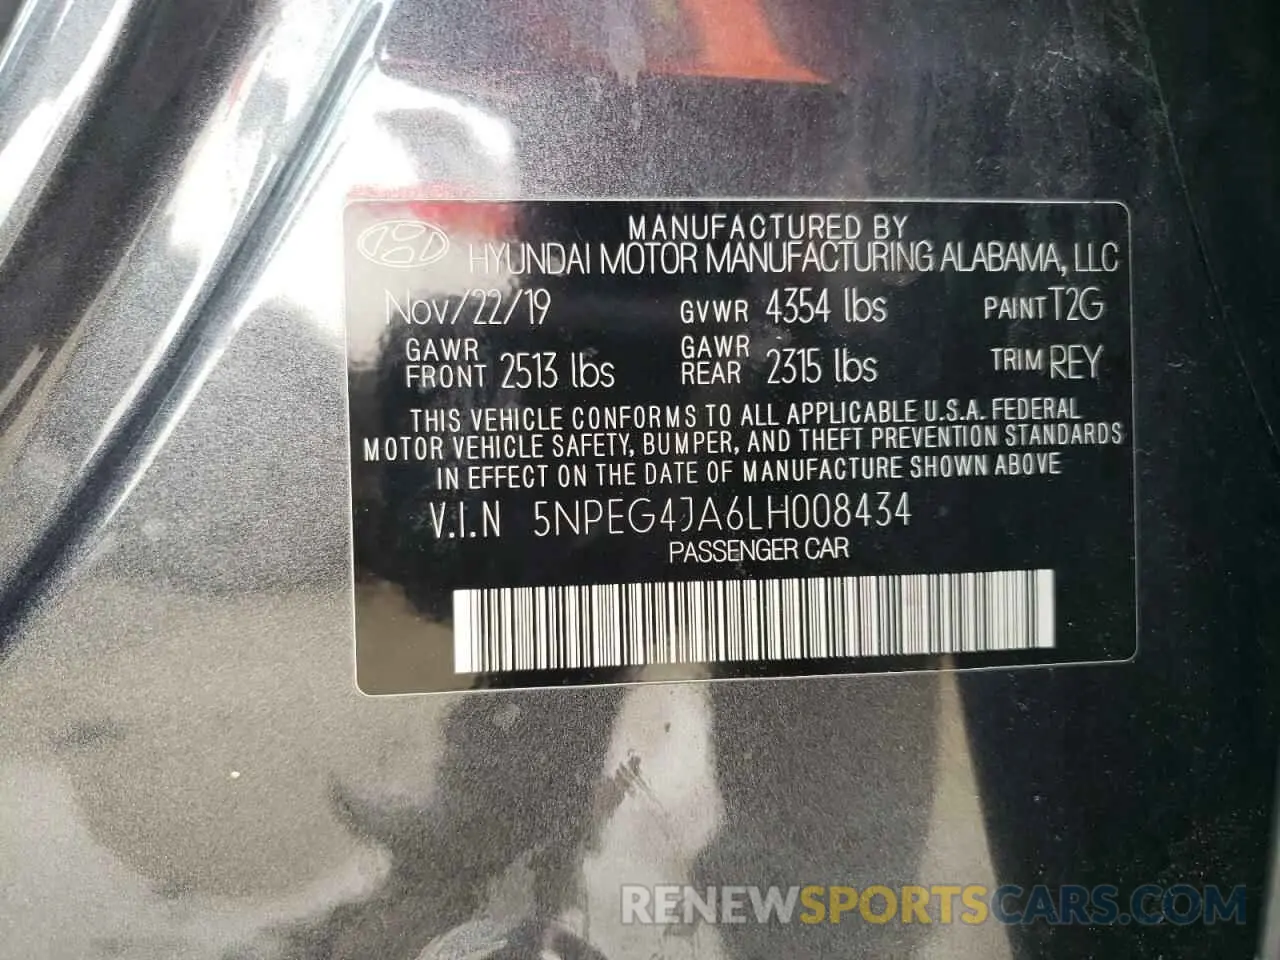 MANUFACTURED BY
HYUNDAI MOTOR MANUFACTURING ALABAMA, LLC
Nov/22/19 GVWR 4354 lbs PAINT T2G
GAWR FRONT 2513 lbs GAWR REAR 2315 lbs TRIM REY
THIS VEHICLE CONFORMS TO ALL APPLICABLE U.S.A. FEDERAL
MOTOR VEHICLE SAFETY, BUMPER, AND THEFT PREVENTION STANDARDS
IN EFFECT ON THE DATE OF MANUFACTURE SHOWN ABOVE
V.I.N 5NPEG4JA6LH008434
PASSENGER CAR
RENEWSPORTSCARS.COM